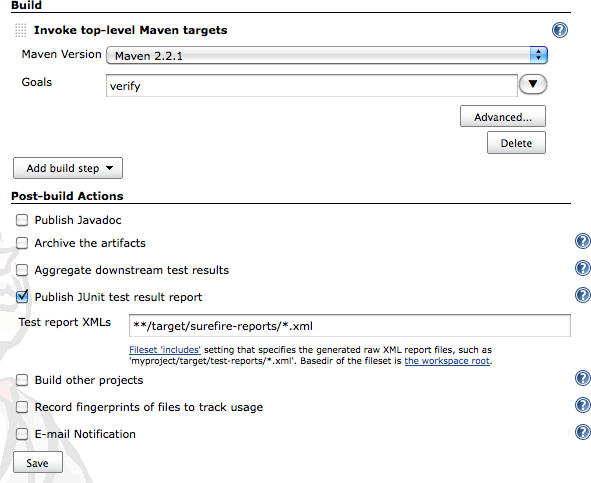 Build
Invoke top-level Maven targets
Maven Version Maven 2.2.1
Goals verify
Advanced...
Delete
Add build step
Post-build Actions
Publish Javadoc
Archive the artifacts
Aggregate downstream test results
Publish JUnit test result report
Test report XMLs **/target/surefire-reports/*.xml
Fileset 'includes' setting that specifies the generated raw XML report files, such as
'myproject/target/test-reports/*.xml'. Basedir of the fileset is the workspace root.
Build other projects
Record fingerprints of files to track usage
E-mail Notification
Save